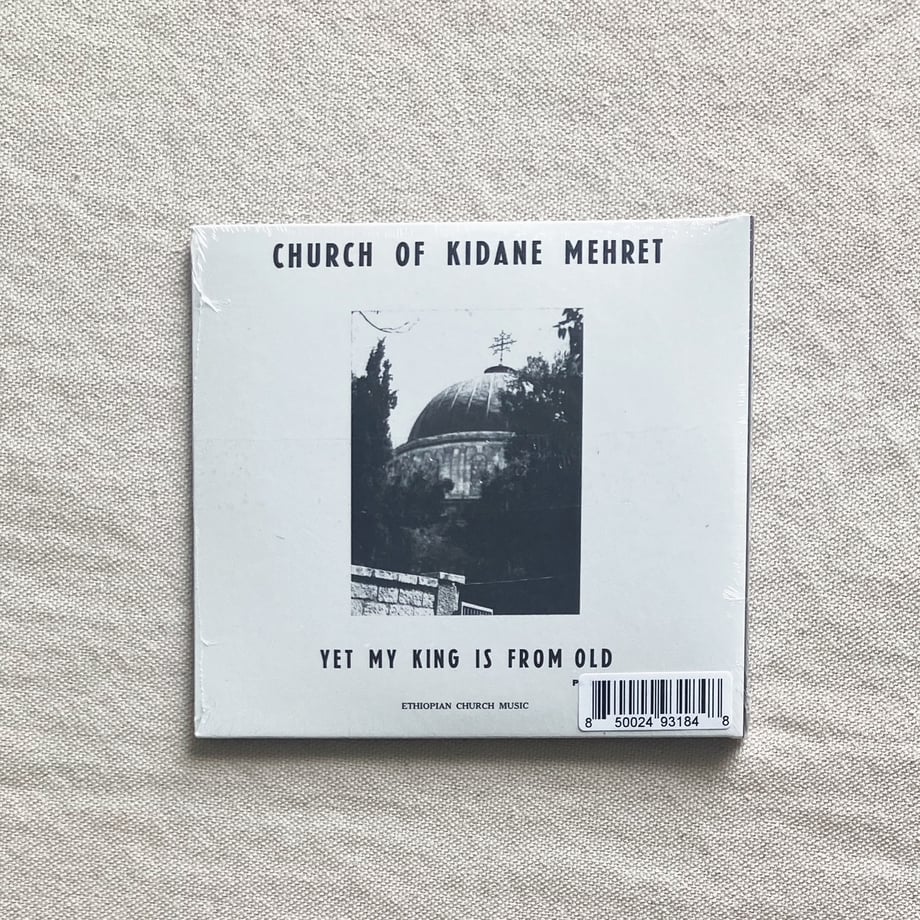 CHURCH OF KIDANE MEHRET
YET MY KING IS FROM OLD
ETHIOPIAN CHURCH MUSIC
8 50024 93184 8